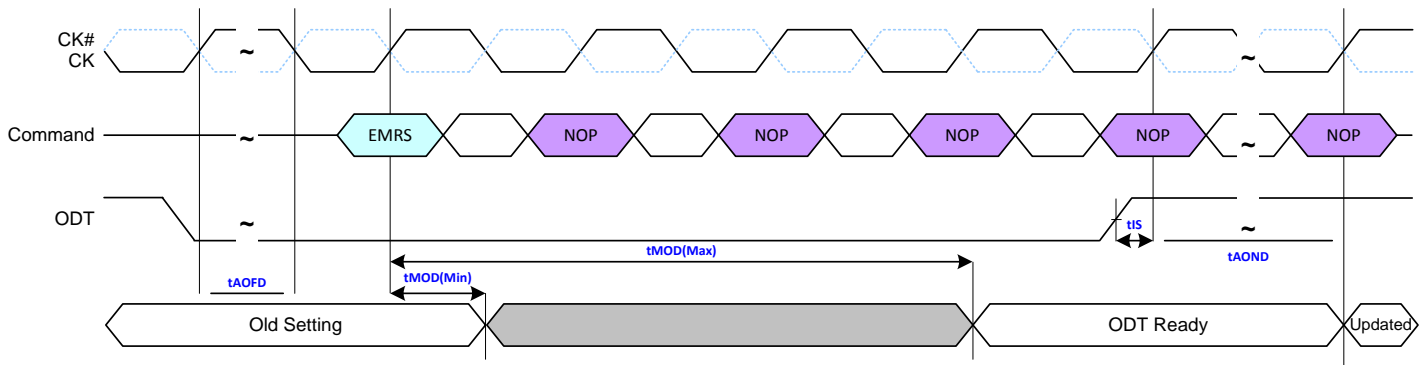 CK#
CK
~
~
Command
~
EMRS
NOP
NOP
NOP
NOP
~
NOP
ODT
~
tIS
~
tMOD(Max)
tAOND
tAOFD
tMOD(Min)
Old Setting
ODT Ready
Updated